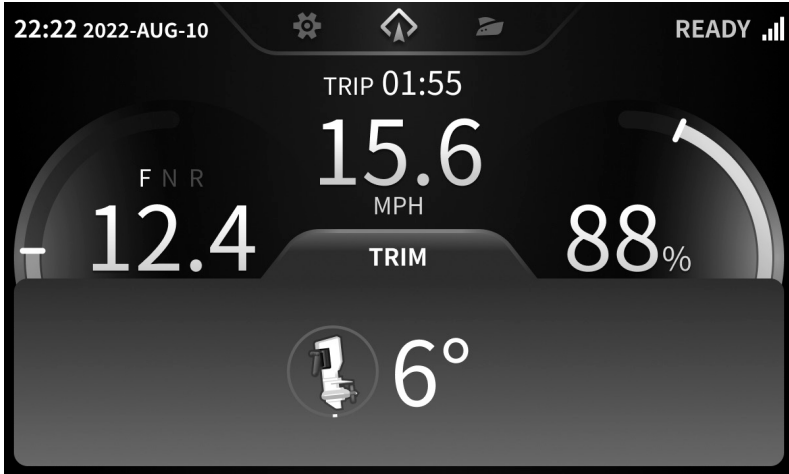 22:22 2022-AUG-10
READY
TRIP 01:55
15.6
MPH
F N R
12.4
88%
TRIM
6°